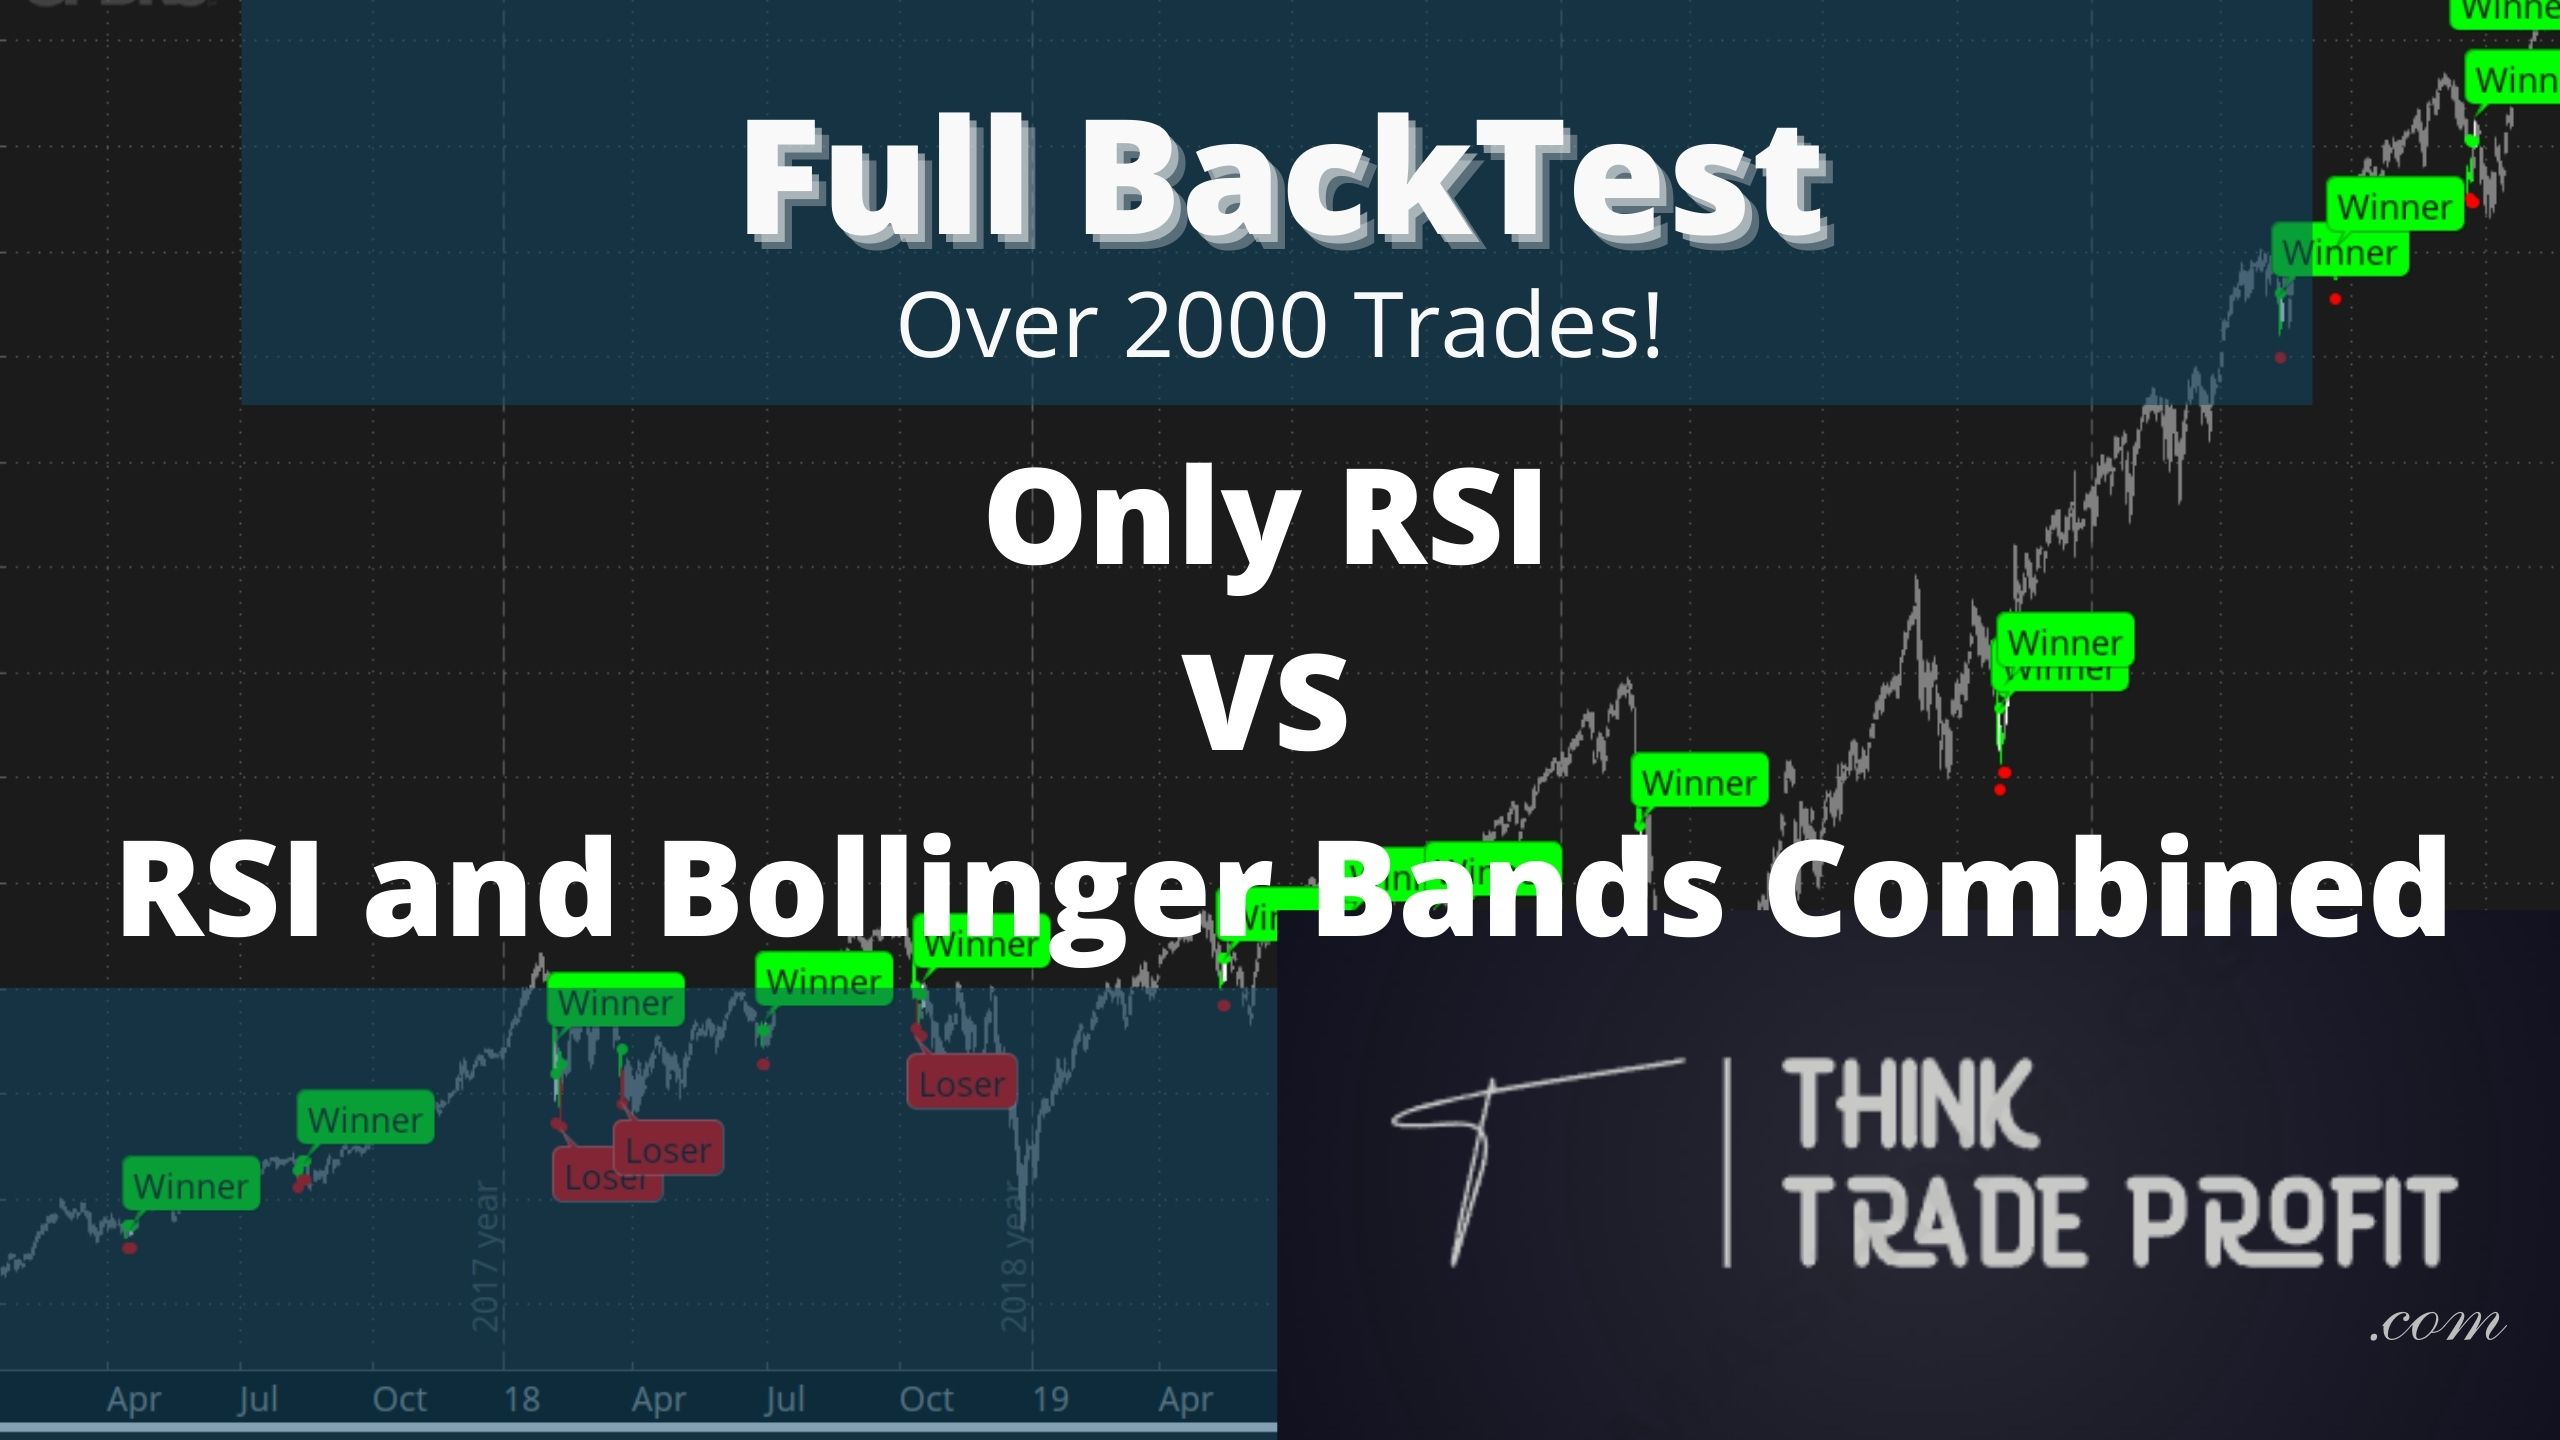 Full BackTest
Over 2000 Trades!
Only RSI
VS
RSI and Bollinger Bands Combined
Winner
Winner
Winner
Winner
Winner
Winner
Winner
Winner
Winner
Loser
Winner
Winner
Loser
Loser
2017 year
2018 year
Apr Jul Oct 18 Apr Jul Oct 19 Apr
THINK
TRADE PROFIT
.com